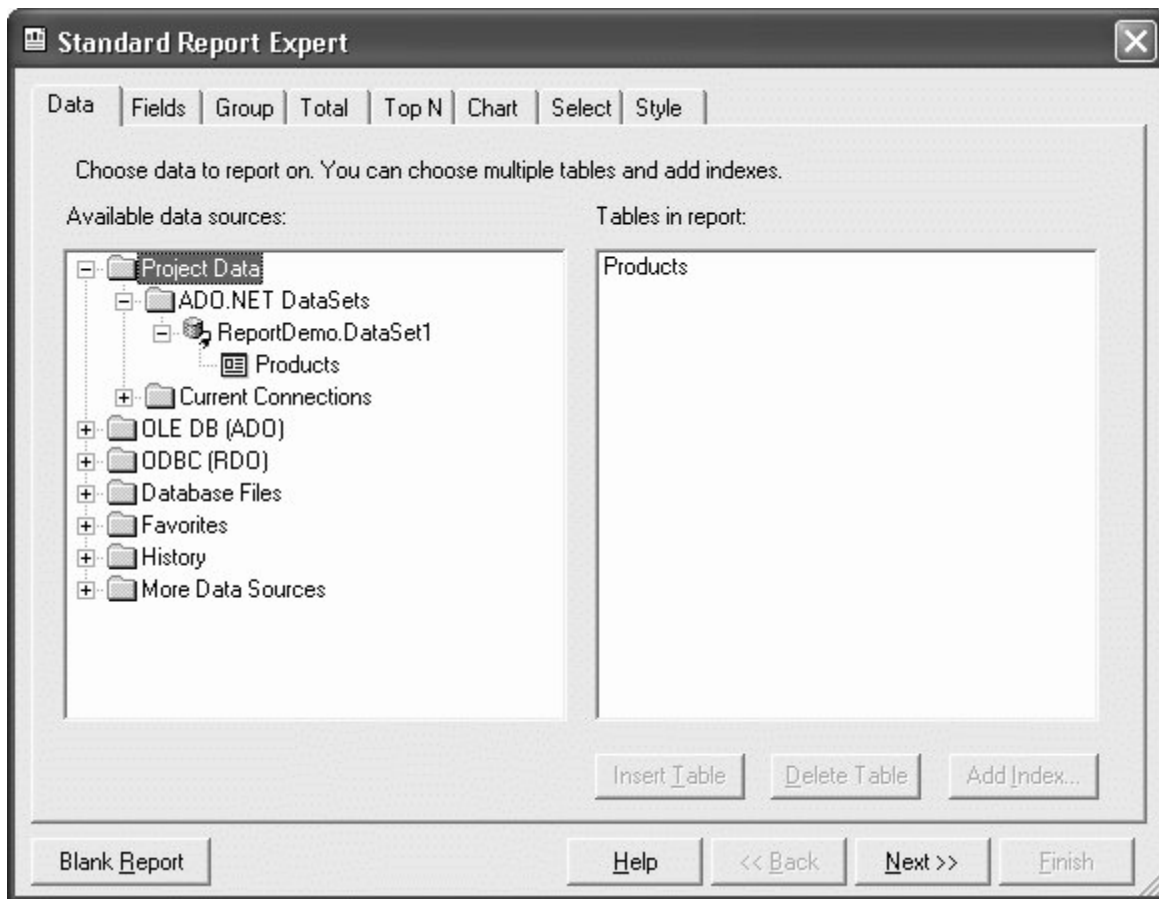 Standard Report Expert
Data Fields Group Total Top N Chart Select Style
Choose data to report on. You can choose multiple tables and add indexes.
Available data sources:
Tables in report:
Project Data
ADO.NET DataSets
ReportDemo.DataSet1
Products
Current Connections
OLE DB (ADO)
ODBC (RDO)
Database Files
Favorites
History
More Data Sources
Products
Insert Table Delete Table Add Index...
Blank Report Help << Back Next >> Finish